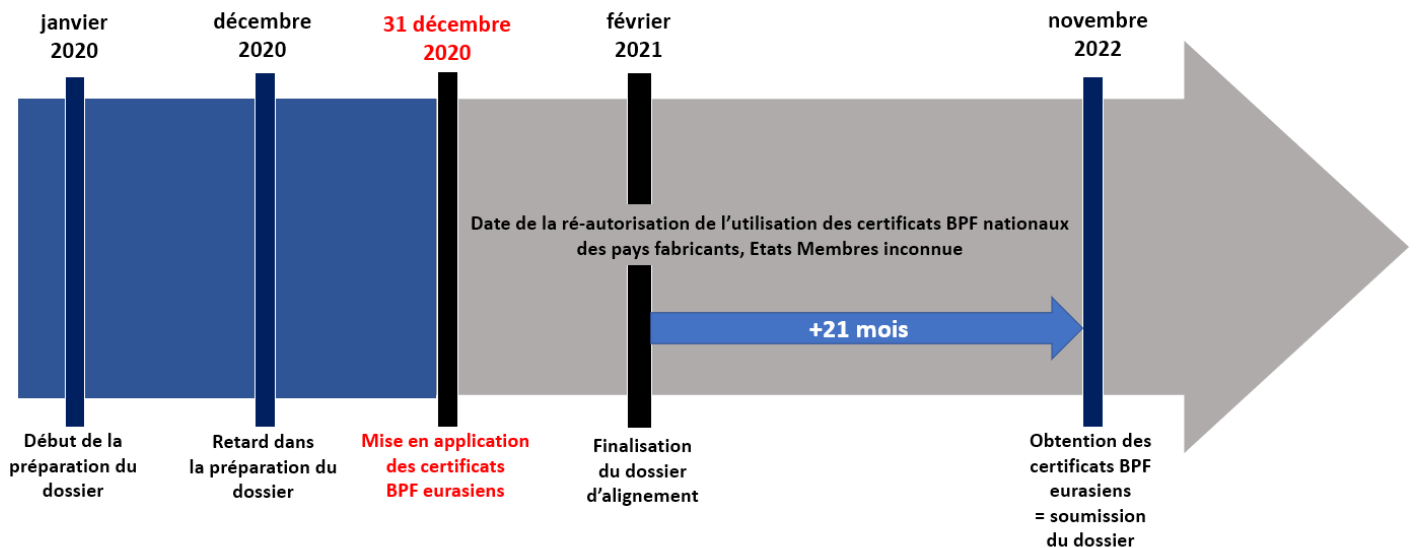 janvier
2020
décembre
2020
31 décembre
2020
février
2021
novembre
2022
Date de la ré-autorisation de l'utilisation des certificats BPF nationaux
des pays fabricants, Etats Membres inconnue
+21 mois
Début de la
préparation du
dossier
Retard dans
la préparation du
dossier
Mise en application
des certificats
BPF eurasiens
Finalisation
du dossier
d'alignement
Obtention des
certificats BPF
eurasiens
= soumission
du dossier